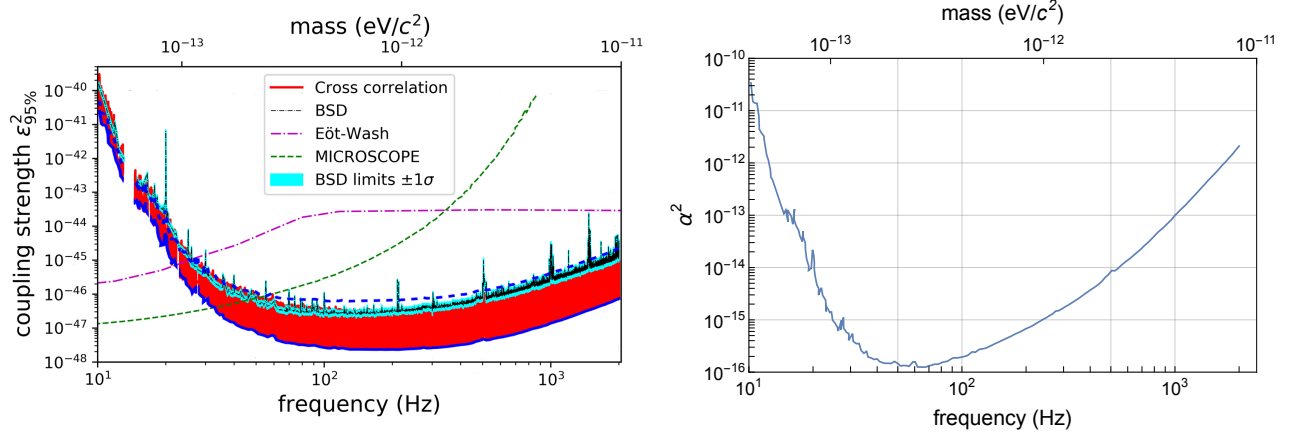 mass (eV/c²)
10⁻¹³ 10⁻¹² 10⁻¹¹
coupling strength ε²₉₅%
10⁻⁴⁰
10⁻⁴¹
10⁻⁴²
10⁻⁴³
10⁻⁴⁴
10⁻⁴⁵
10⁻⁴⁶
10⁻⁴⁷
10⁻⁴⁸
Cross correlation
BSD
Eöt-Wash
MICROSCOPE
BSD limits ±1σ
10¹ 10² 10³
frequency (Hz)
mass (eV/c²)
10⁻¹³ 10⁻¹² 10⁻¹¹
α²
10⁻¹⁰
10⁻¹¹
10⁻¹²
10⁻¹³
10⁻¹⁴
10⁻¹⁵
10⁻¹⁶
10¹ 10² 10³
frequency (Hz)